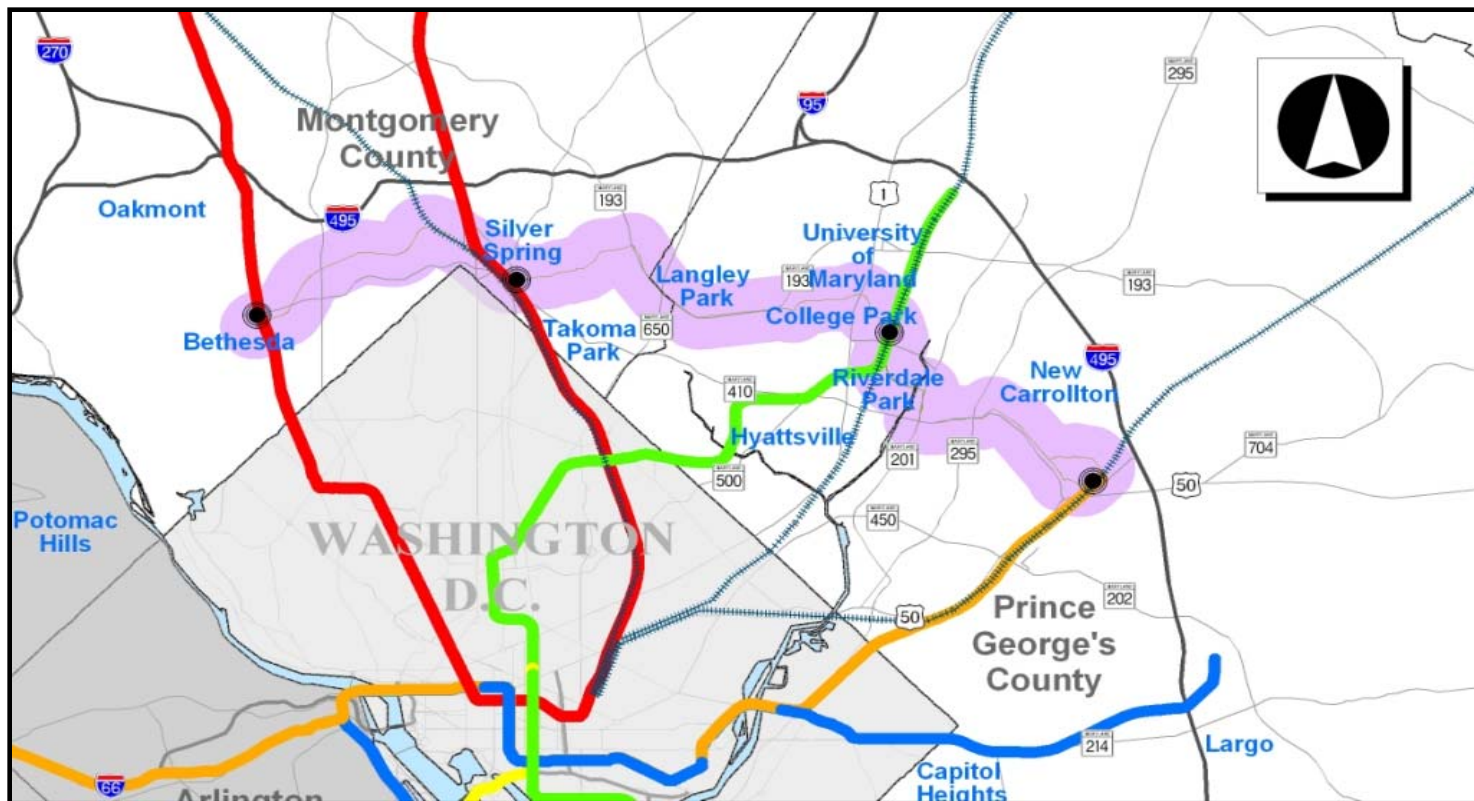 270
295
95
Montgomery
County
193
1
Oakmont
495
Silver
Spring
University
of
Maryland
Langley
Park
193
193
College Park
650
Takoma
Park
Bethesda
495
New
Carrollton
Riverdale
Park
410
Hyattsville
201
295
704
500
50
450
Potomac
Hills
WASHINGTON
D.C.
202
50
Prince
George's
County
214
Largo
66
Capitol
Heights
Arlington